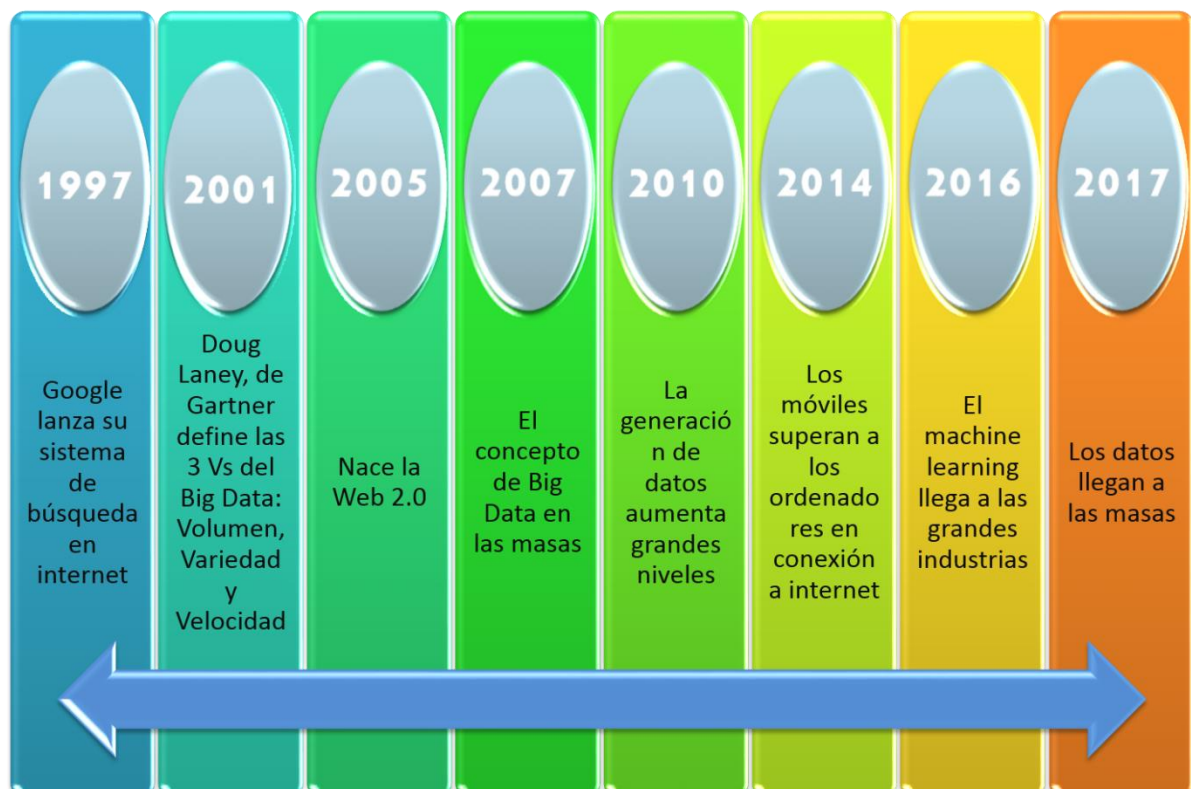 1997
Google
lanza su
sistema
de
búsqueda
en
internet
2001
Doug
Laney, de
Gartner
define las
3 Vs del
Big Data:
Volumen,
Variedad
y
Velocidad
2005
Nace la
Web 2.0
2007
El
concepto
de Big
Data en
las masas
2010
La
generació
n de
datos
aumenta
grandes
niveles
2014
Los
móviles
superan a
los
ordenado
res en
conexión
a internet
2016
El
machine
learning
llega a las
grandes
industrias
2017
Los datos
llegan a
las masas